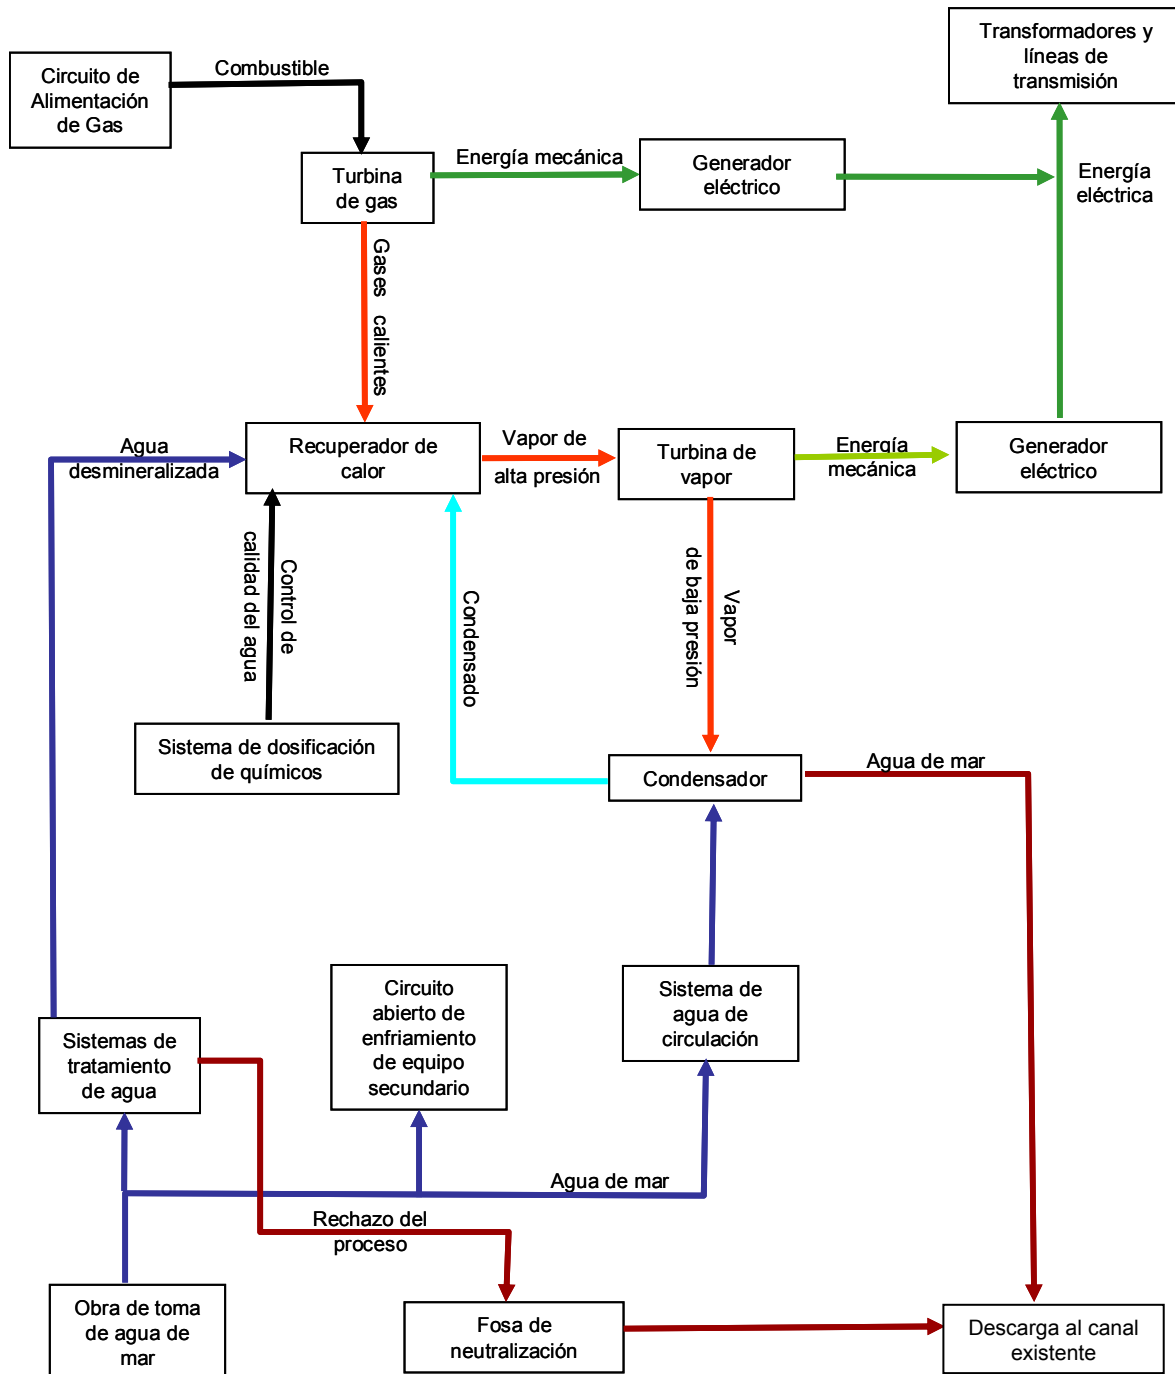 Transformadores y
líneas de
transmisión
Combustible
Circuito de
Alimentación
de Gas
Turbina
de gas
Energía mecánica
Generador
eléctrico
Energía
eléctrica
Gases calientes
Agua
desmineralizada
Recuperador de
calor
Vapor de
alta presión
Turbina de
vapor
Energía
mecánica
Generador
eléctrico
Control de
calidad del agua
Condensado
Vapor
de baja presión
Sistema de dosificación
de químicos
Condensador
Agua de mar
Sistemas de
tratamiento
de agua
Circuito
abierto de
enfriamiento
de equipo
secundario
Sistema de
agua de
circulación
Agua de mar
Rechazo del
proceso
Obra de toma
de agua de
mar
Fosa de
neutralización
Descarga al canal
existente